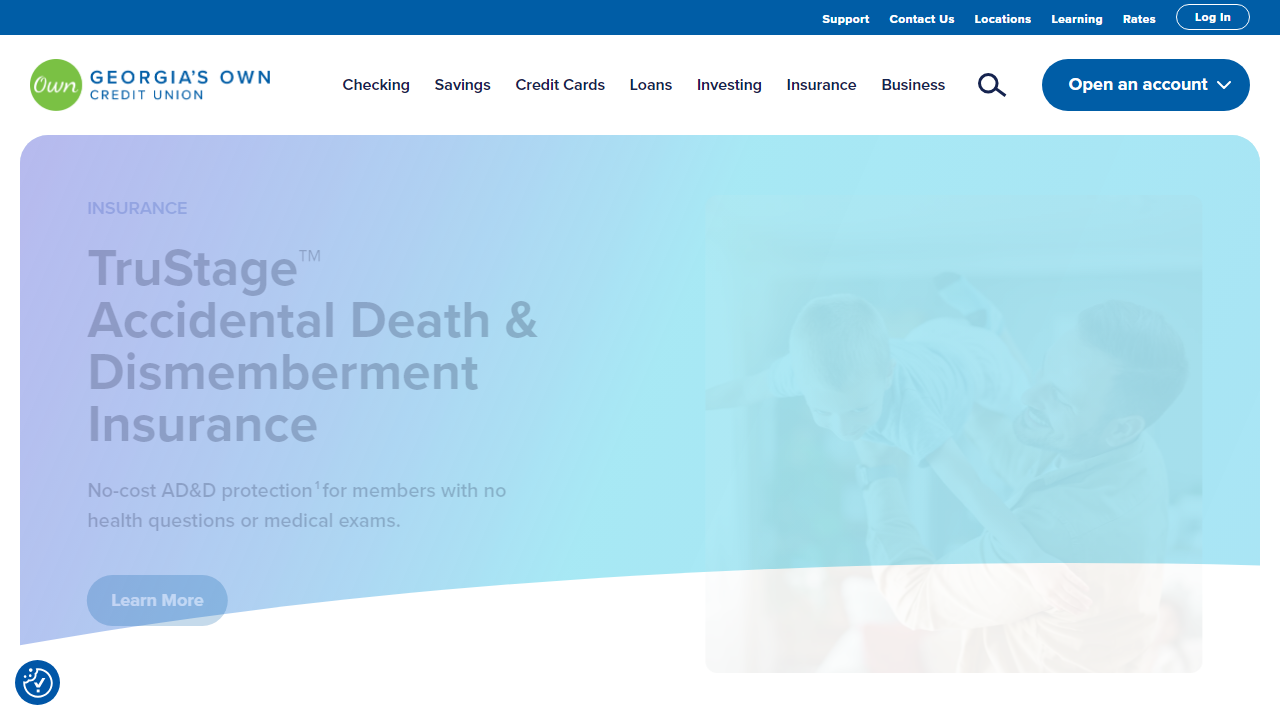 Support Contact Us Locations Learning Rates Log In
Own GEORGIA'S OWN
CREDIT UNION
Checking Savings Credit Cards Loans Investing Insurance Business Open an account
INSURANCE
TruStage™
Accidental Death &
Dismemberment
Insurance
No-cost AD&D protection¹ for members with no
health questions or medical exams.
Learn More